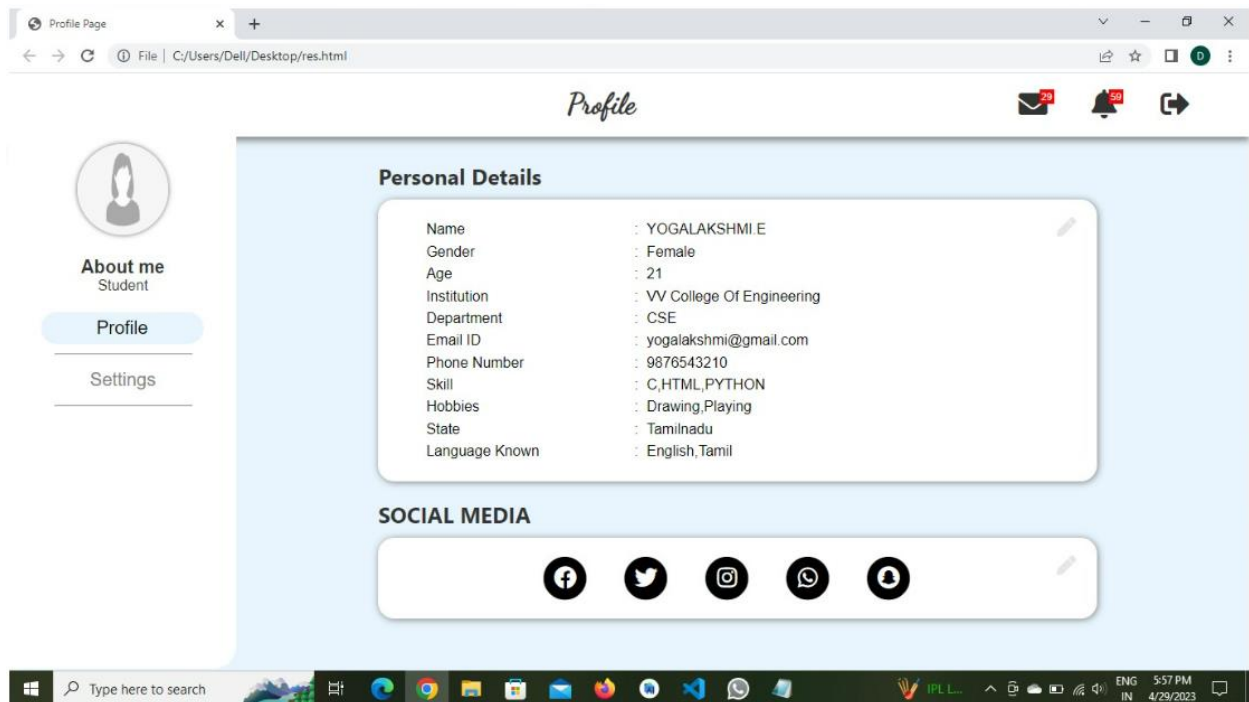 Profile Page
File | C:/Users/Dell/Desktop/res.html
D
Profile
29
59
About me
Student
Profile
Settings
Personal Details
Name : YOGALAKSHMI.E
Gender : Female
Age : 21
Institution : VV College Of Engineering
Department : CSE
Email ID : yogalakshmi@gmail.com
Phone Number : 9876543210
Skill : C,HTML,PYTHON
Hobbies : Drawing,Playing
State : Tamilnadu
Language Known : English,Tamil
SOCIAL MEDIA
Type here to search
IPL L...
ENG
IN
5:57 PM
4/29/2023